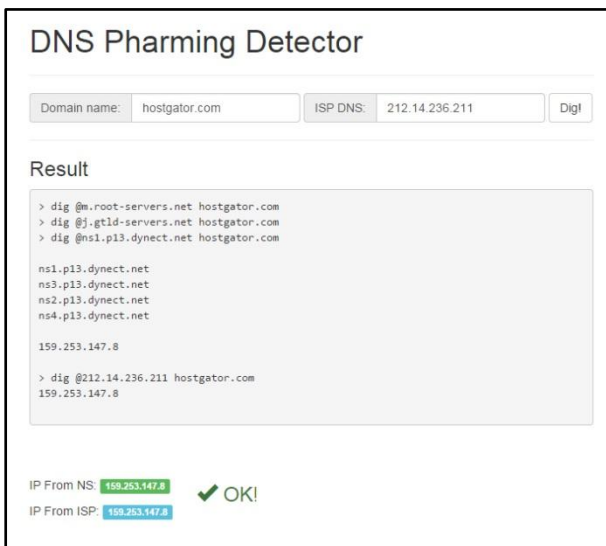 DNS Pharming Detector
Domain name: hostgator.com ISP DNS: 212.14.236.211 Dig!
Result
> dig @m.root-servers.net hostgator.com
> dig @j.gtld-servers.net hostgator.com
> dig @ns1.p13.dynect.net hostgator.com
ns1.p13.dynect.net
ns3.p13.dynect.net
ns2.p13.dynect.net
ns4.p13.dynect.net
159.253.147.8
> dig @212.14.236.211 hostgator.com
159.253.147.8
IP From NS: 159.253.147.8
OK!
IP From ISP: 159.253.147.8